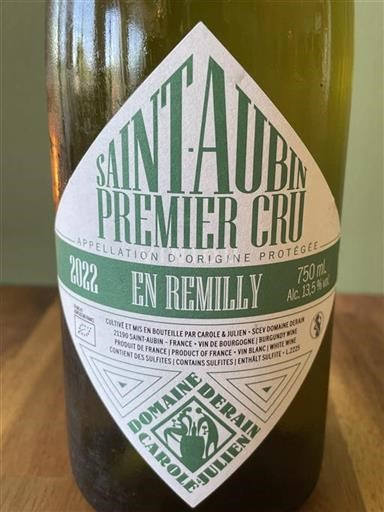 SAINT-AUBIN
PREMIER CRU
APPELLATION D'ORIGINE PROTÉGÉE
2022
EN REMILLY
750 ml
Alc. 13,5 % vol.
CULTIVÉ ET MIS EN BOUTEILLE PAR CAROLE & JULIEN - SCEV DOMAINE DERAIN
21190 SAINT-AUBIN - FRANCE - VIN DE BOURGOGNE | BURGUNDY WINE
PRODUIT DE FRANCE | PRODUCT OF FRANCE - VIN BLANC | WHITE WINE
CONTIENT DES SULFITES | CONTAINS SULFITES | ENTHÄLT SULFITE - L.2225
DOMAINE DERAIN
CAROLE JULIEN